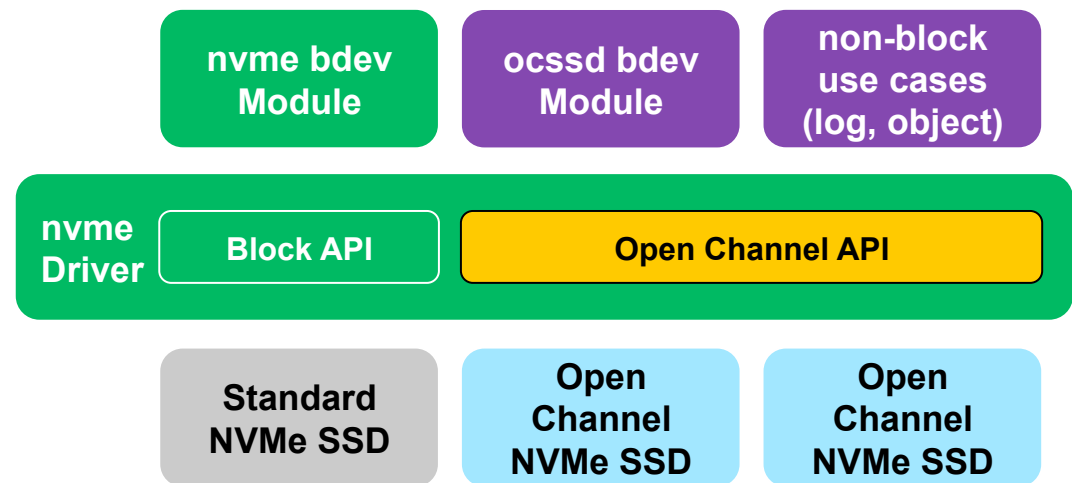 nvme bdev
Module
ocssd bdev
Module
non-block
use cases
(log, object)
nvme
Driver
Block API
Open Channel API
Standard
NVMe SSD
Open
Channel
NVMe SSD
Open
Channel
NVMe SSD